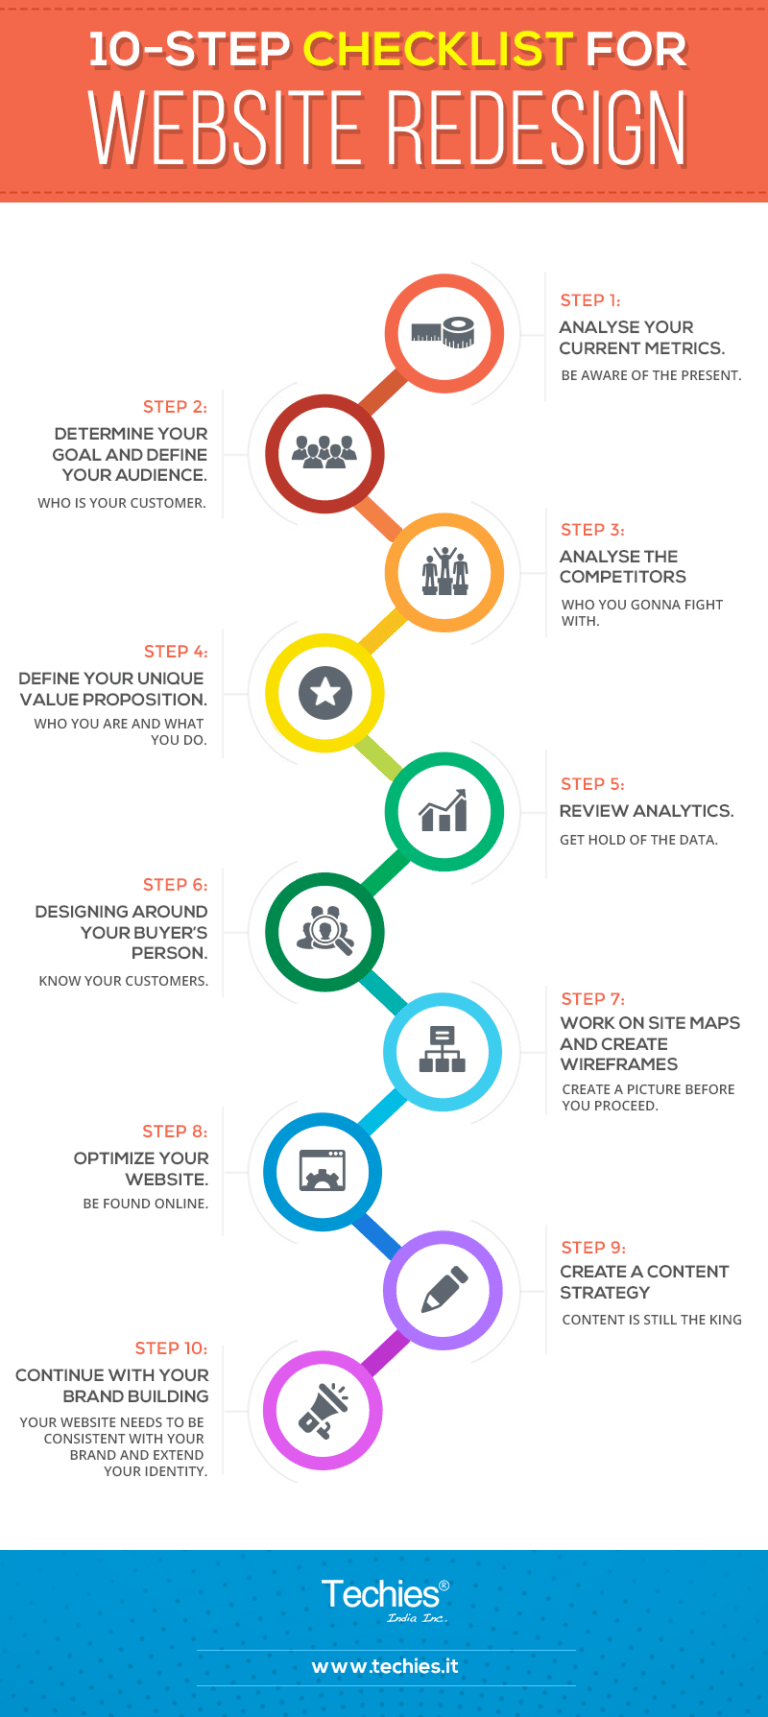 10-STEP CHECKLIST FOR
WEBSITE REDESIGN
STEP 1:
ANALYSE YOUR
CURRENT METRICS.
BE AWARE OF THE PRESENT.
STEP 2:
DETERMINE YOUR
GOAL AND DEFINE
YOUR AUDIENCE.
WHO IS YOUR CUSTOMER.
STEP 3:
ANALYSE THE
COMPETITORS
WHO YOU GONNA FIGHT
WITH.
STEP 4:
DEFINE YOUR UNIQUE
VALUE PROPOSITION.
WHO YOU ARE AND WHAT
YOU DO.
STEP 5:
REVIEW ANALYTICS.
GET HOLD OF THE DATA.
STEP 6:
DESIGNING AROUND
YOUR BUYER'S
PERSON.
KNOW YOUR CUSTOMERS.
STEP 7:
WORK ON SITE MAPS
AND CREATE
WIREFRAMES
CREATE A PICTURE BEFORE
YOU PROCEED.
STEP 8:
OPTIMIZE YOUR
WEBSITE.
BE FOUND ONLINE.
STEP 9:
CREATE A CONTENT
STRATEGY
CONTENT IS STILL THE KING
STEP 10:
CONTINUE WITH YOUR
BRAND BUILDING
YOUR WEBSITE NEEDS TO BE
CONSISTENT WITH YOUR
BRAND AND EXTEND
YOUR IDENTITY.
Techies®
India Inc.
www.techies.it